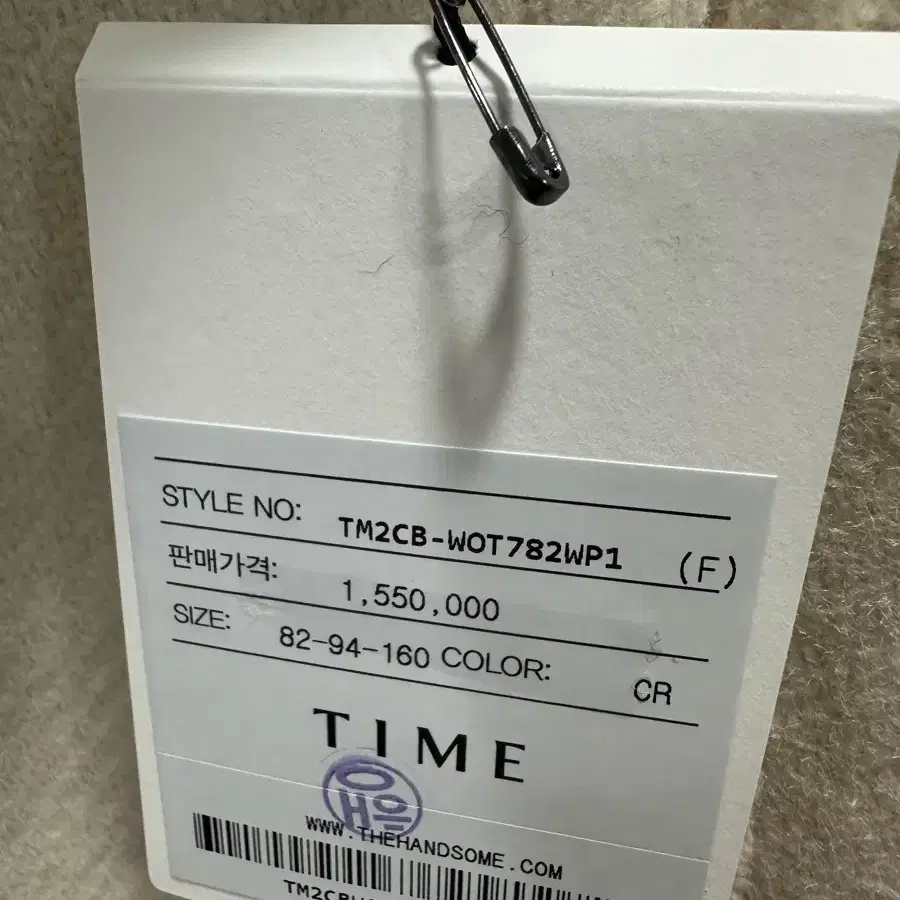 STYLE NO: TM2CB-WOT782WP1 (F)
판매가격: 1,550,000
SIZE: 82-94-160 COLOR: CR
TIME
WWW.THEHANDSOME.COM